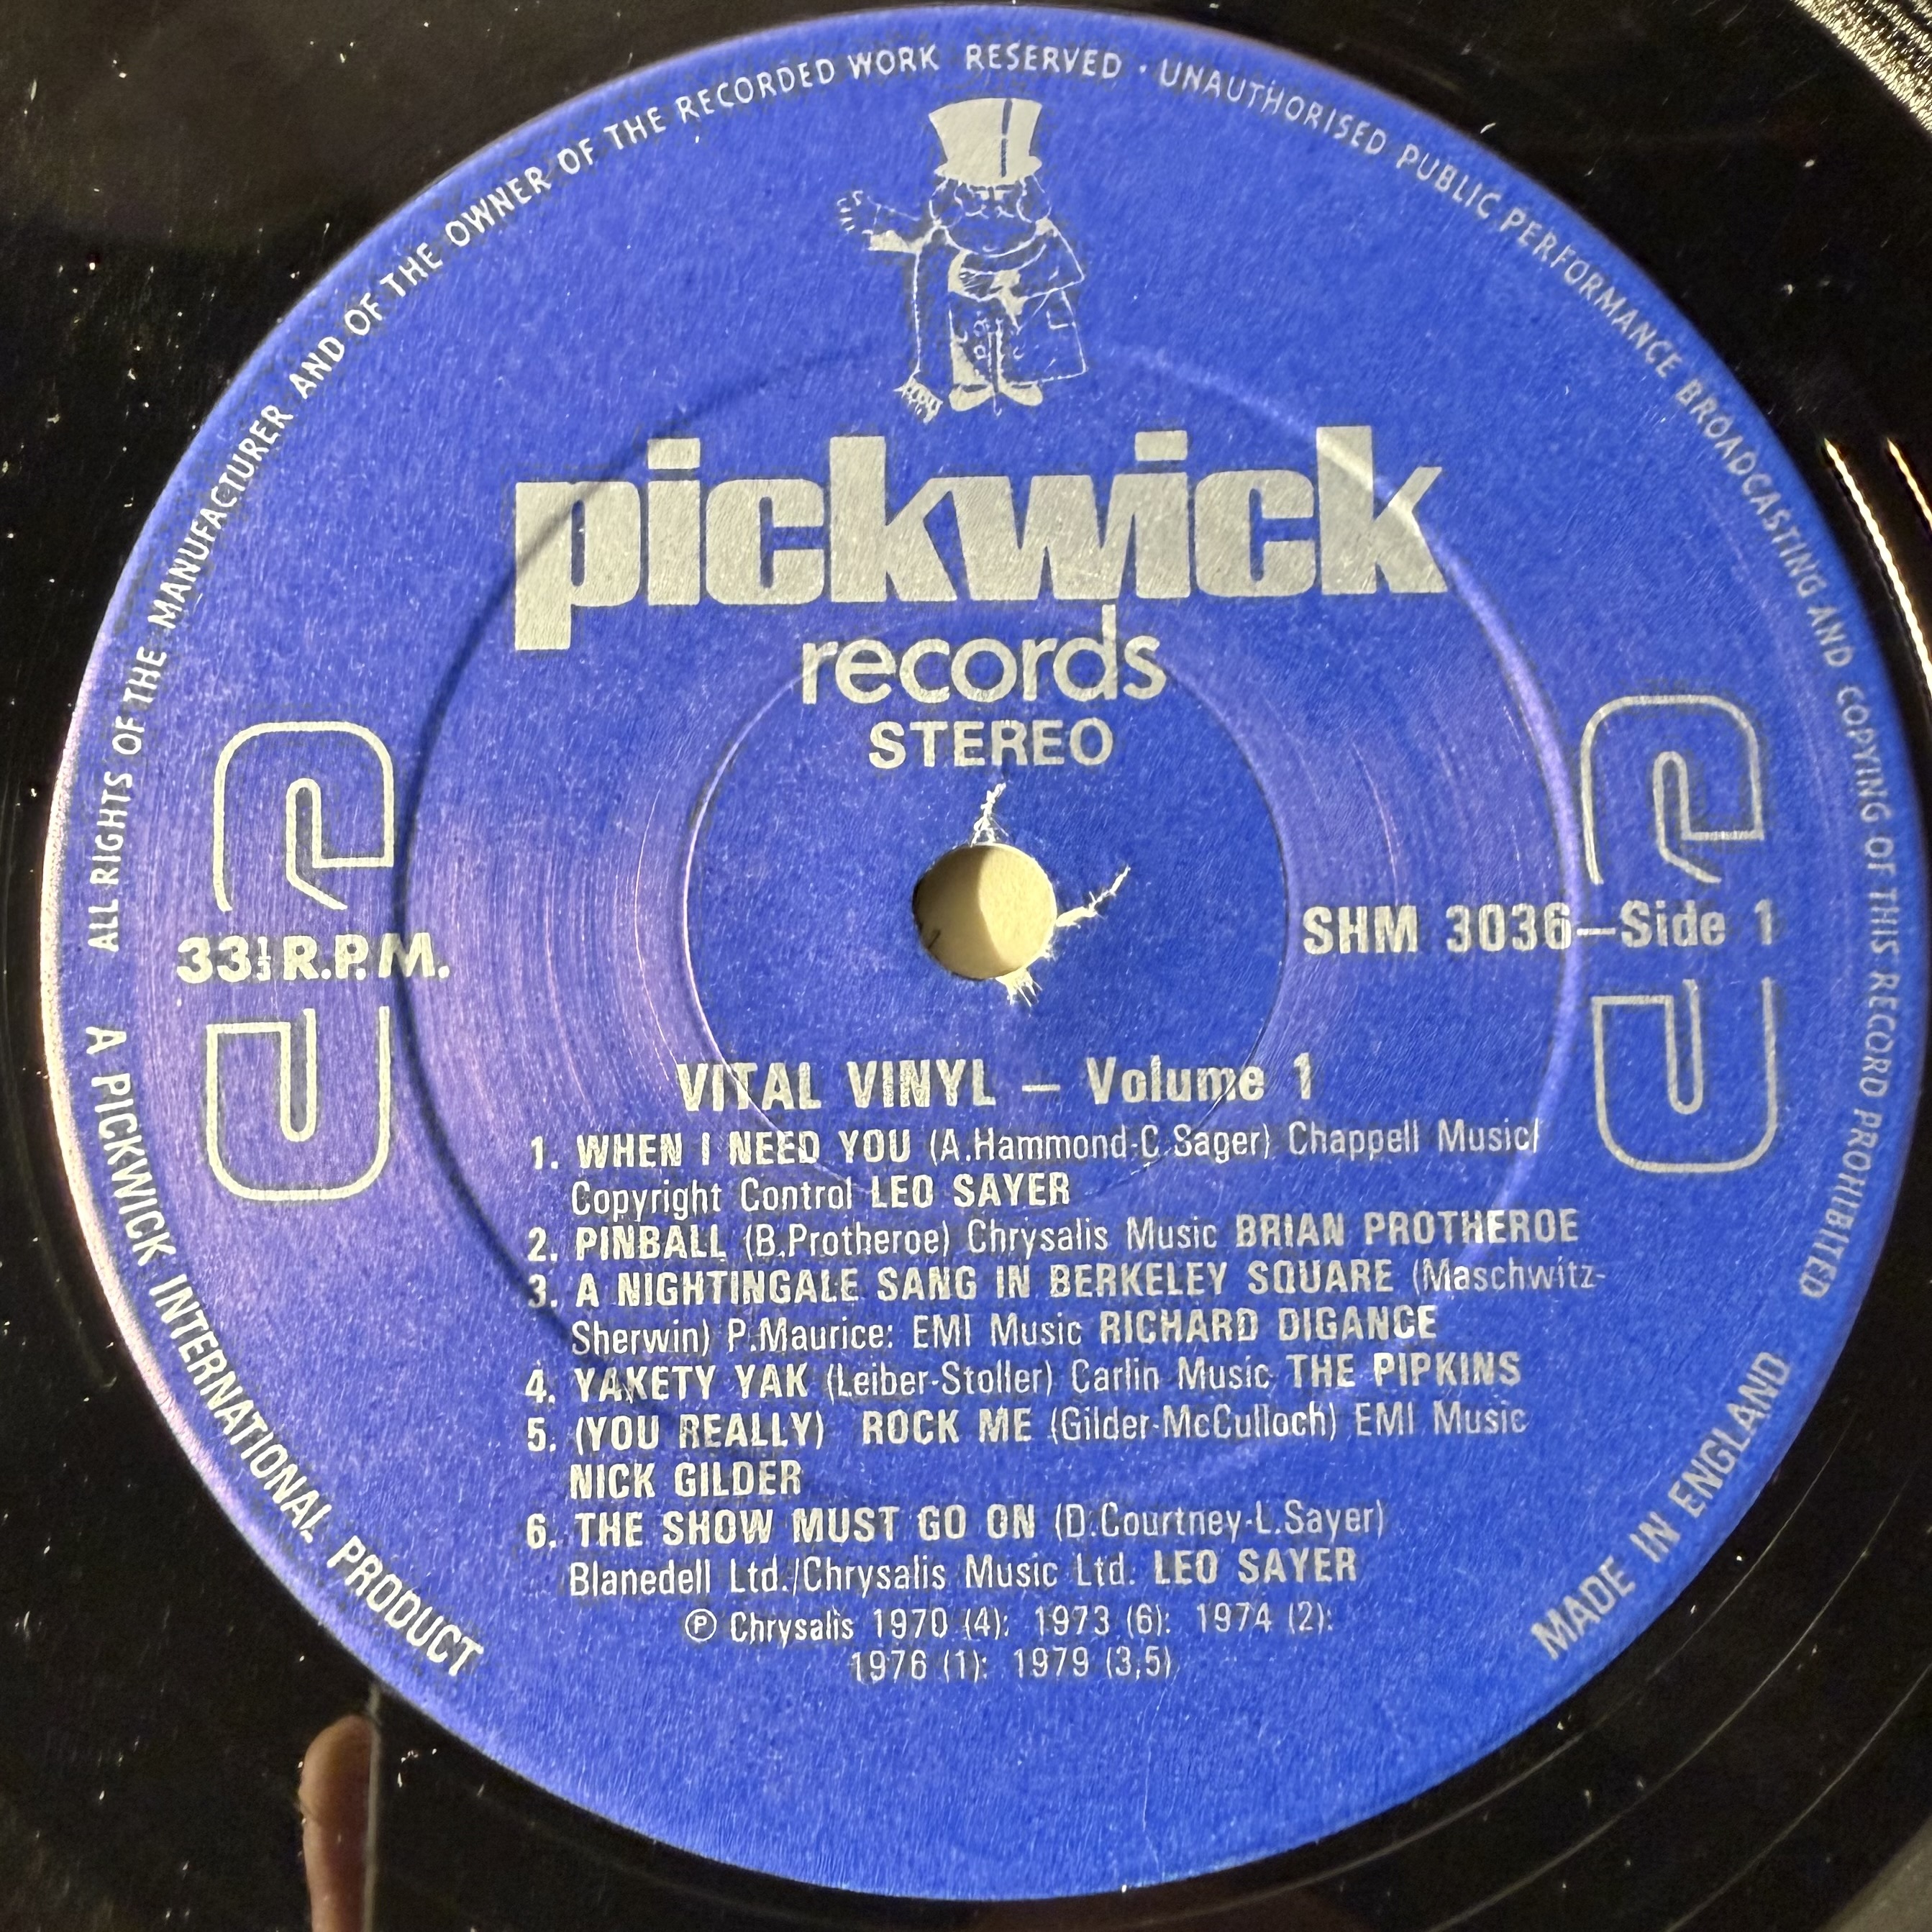 ALL RIGHTS OF THE MANUFACTURER AND OF THE OWNER OF THE RECORDED WORK RESERVED · UNAUTHORISED PUBLIC PERFORMANCE BROADCASTING AND COPYING OF THIS RECORD PROHIBITED
pickwick
records
STEREO
33⅓ R.P.M.
SHM 3036—Side 1
VITAL VINYL — Volume 1
1. WHEN I NEED YOU (A.Hammond-C.Sager) Chappell Music/
Copyright Control LEO SAYER
2. PINBALL (B.Protheroe) Chrysalis Music BRIAN PROTHEROE
3. A NIGHTINGALE SANG IN BERKELEY SQUARE (Maschwitz-
Sherwin) P.Maurice: EMI Music RICHARD DIGANCE
4. YAKETY YAK (Leiber-Stoller) Carlin Music THE PIPKINS
5. (YOU REALLY) ROCK ME (Gilder-McCulloch) EMI Music
NICK GILDER
6. THE SHOW MUST GO ON (D.Courtney-L.Sayer)
Blanedell Ltd./Chrysalis Music Ltd. LEO SAYER
℗ Chrysalis 1970 (4): 1973 (6): 1974 (2):
1976 (1): 1979 (3,5)
A PICKWICK INTERNATIONAL PRODUCT
MADE IN ENGLAND